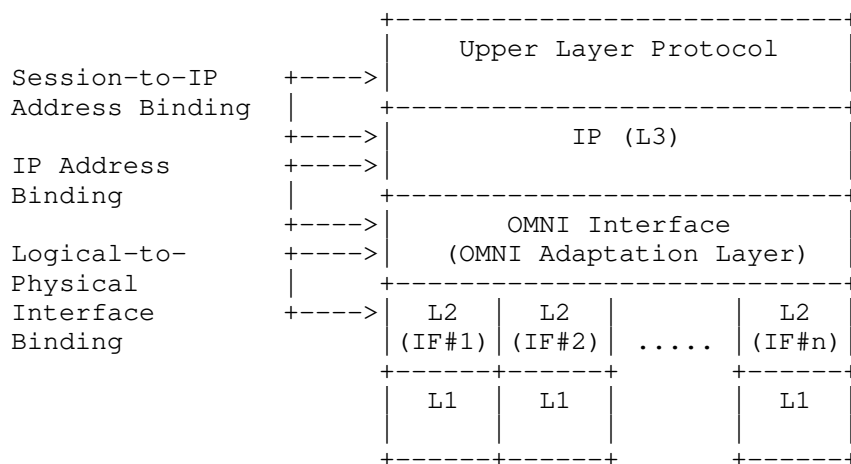 Upper Layer Protocol
Session-to-IP +---->
Address Binding
+----> IP (L3)
IP Address +---->
Binding
+----> OMNI Interface
Logical-to- +----> (OMNI Adaptation Layer)
Physical
Interface +----> L2 L2 L2
Binding (IF#1) (IF#2) ..... (IF#n)
L1 L1 L1